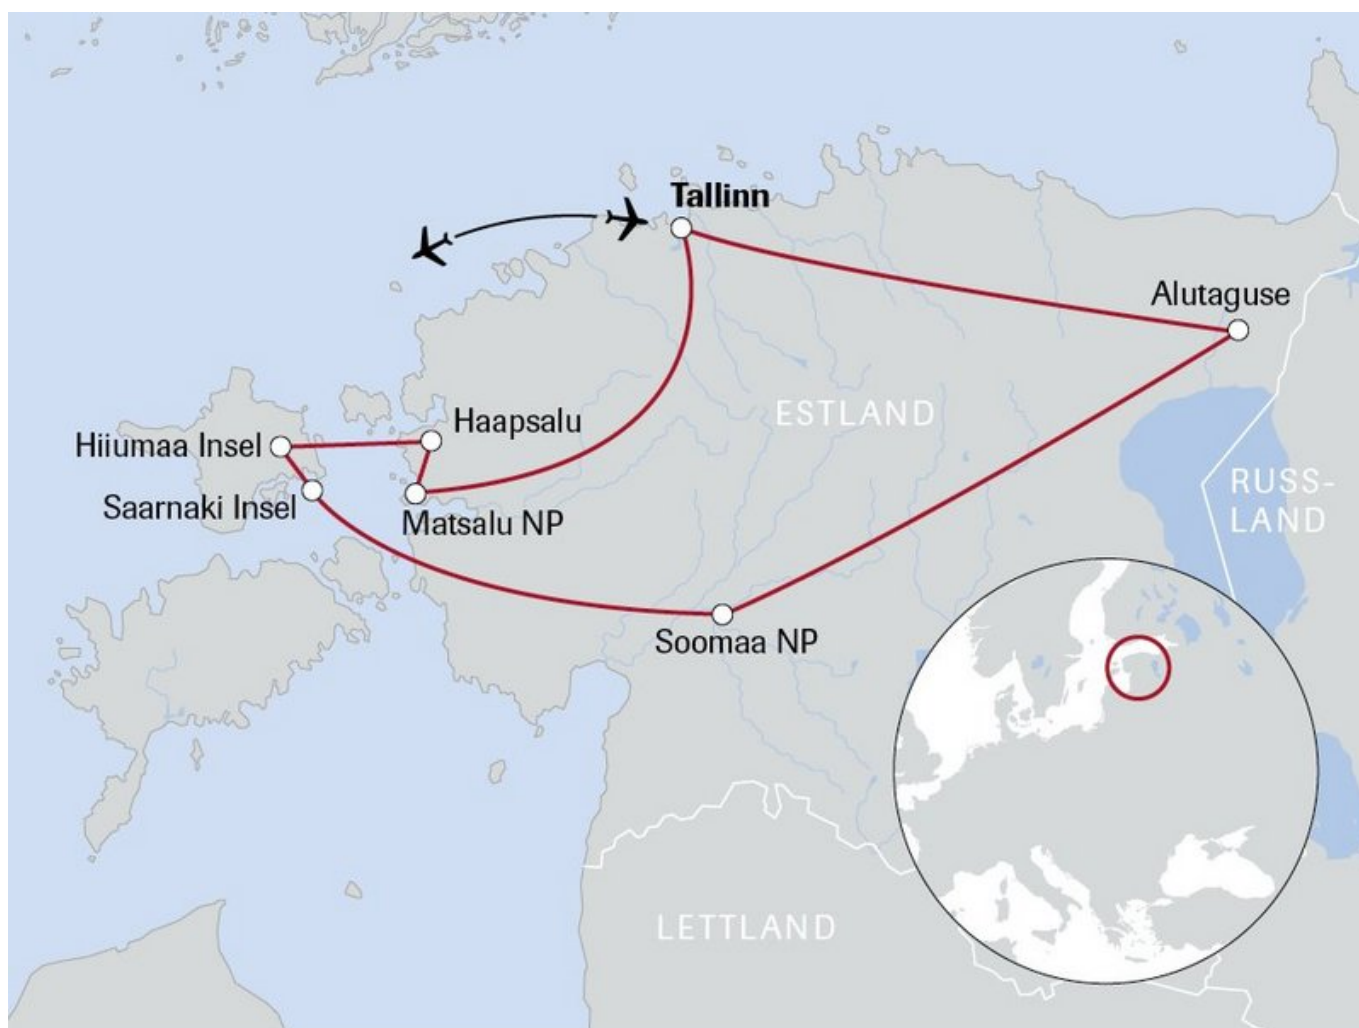 Tallinn
Alutaguse
ESTLAND
Haapsalu
Hiiumaa Insel
RUSS-
LAND
Saarnaki Insel
Matsalu NP
Soomaa NP
LETTLAND